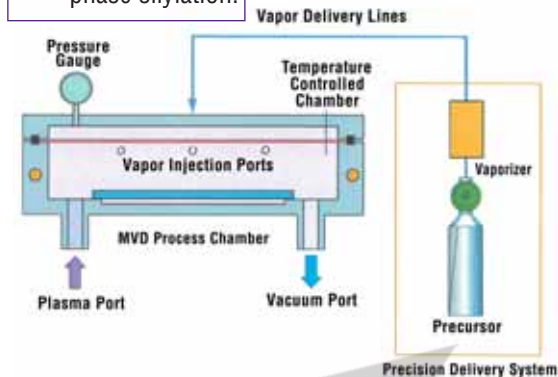 phase silylation.
Vapor Delivery Lines
Pressure
Gauge
Temperature
Controlled
Chamber
Vapor Injection Ports
Vaporizer
MVD Process Chamber
Plasma Port
Vacuum Port
Precursor
Precision Delivery System